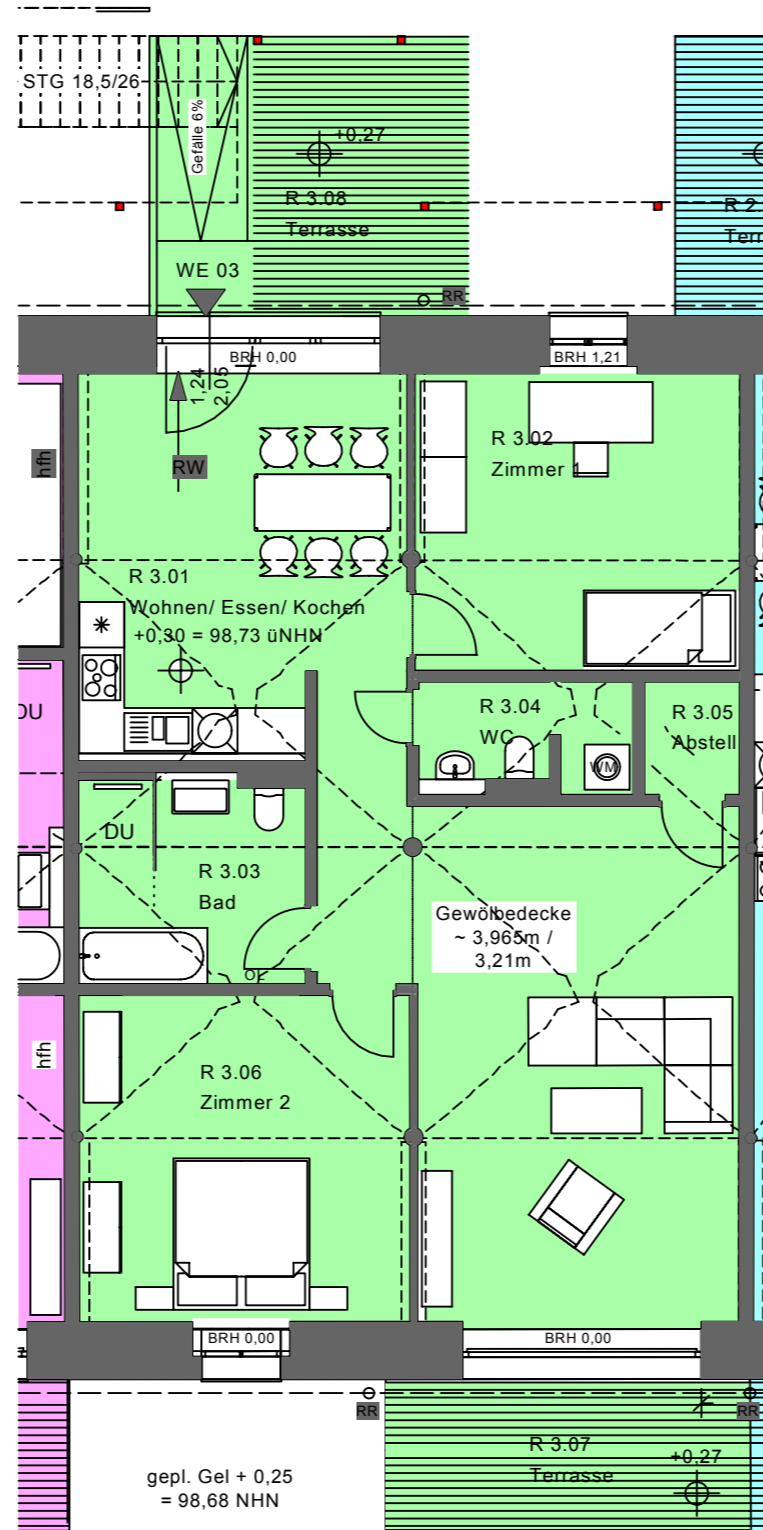 STG 18,5/26
Gefälle 6%
+0,27
R 3.08
Terrasse
R 2.
WE 03
RR
BRH 0,00
BRH 1,21
1,24
2,05
hfh
RW
R 3.02
Zimmer 1
R 3.01
Wohnen/ Essen/ Kochen
+0,30 = 98,73 üNHN
DU
R 3.04
WC
WM
R 3.05
Abstell
DU
R 3.03
Bad
Gewölbedecke
~ 3,965m /
3,21m
hfh
R 3.06
Zimmer 2
BRH 0,00
BRH 0,00
RR
RR
R 3.07
Terrasse
+0,27
gepl. Gel + 0,25
= 98,68 NHN